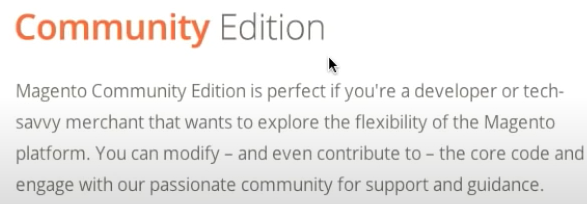 Community Edition
Magento Community Edition is perfect if you're a developer or tech-
savvy merchant that wants to explore the flexibility of the Magento
platform. You can modify – and even contribute to – the core code and
engage with our passionate community for support and guidance.